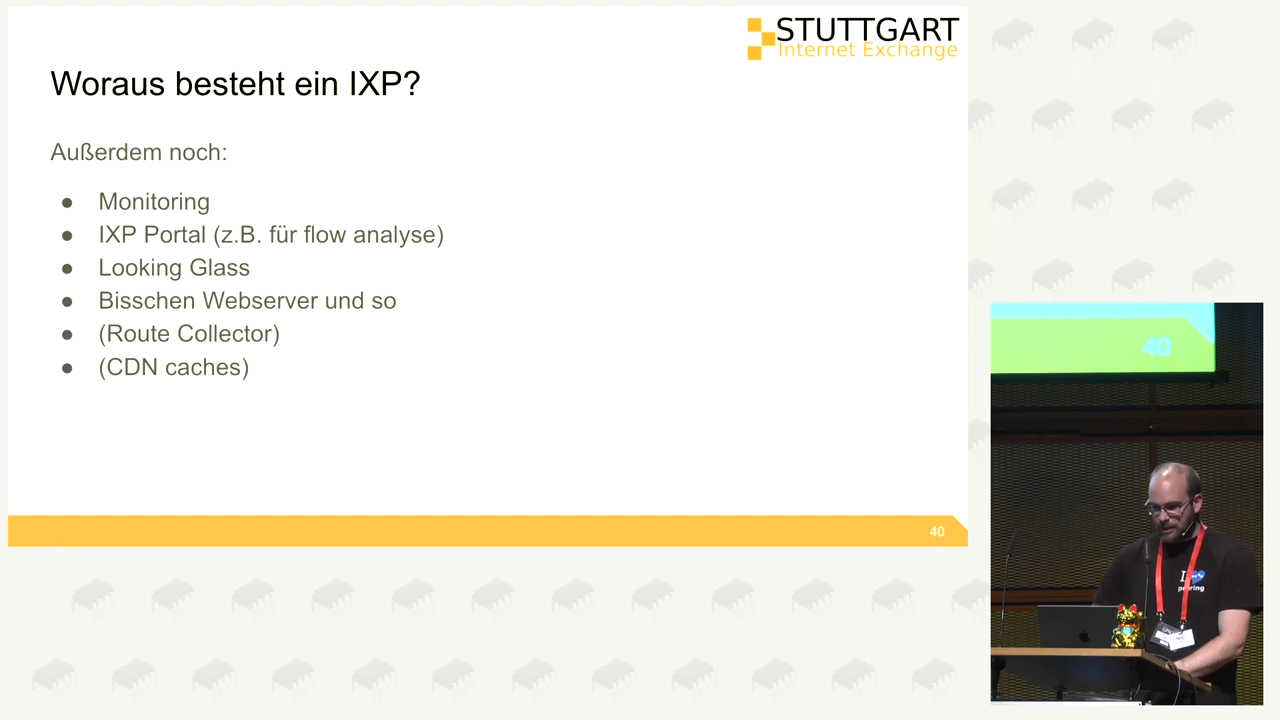 STUTTGART
Internet Exchange
Woraus besteht ein IXP?
Außerdem noch:
● Monitoring
● IXP Portal (z.B. für flow analyse)
● Looking Glass
● Bisschen Webserver und so
● (Route Collector)
● (CDN caches)
40
40
I
peering